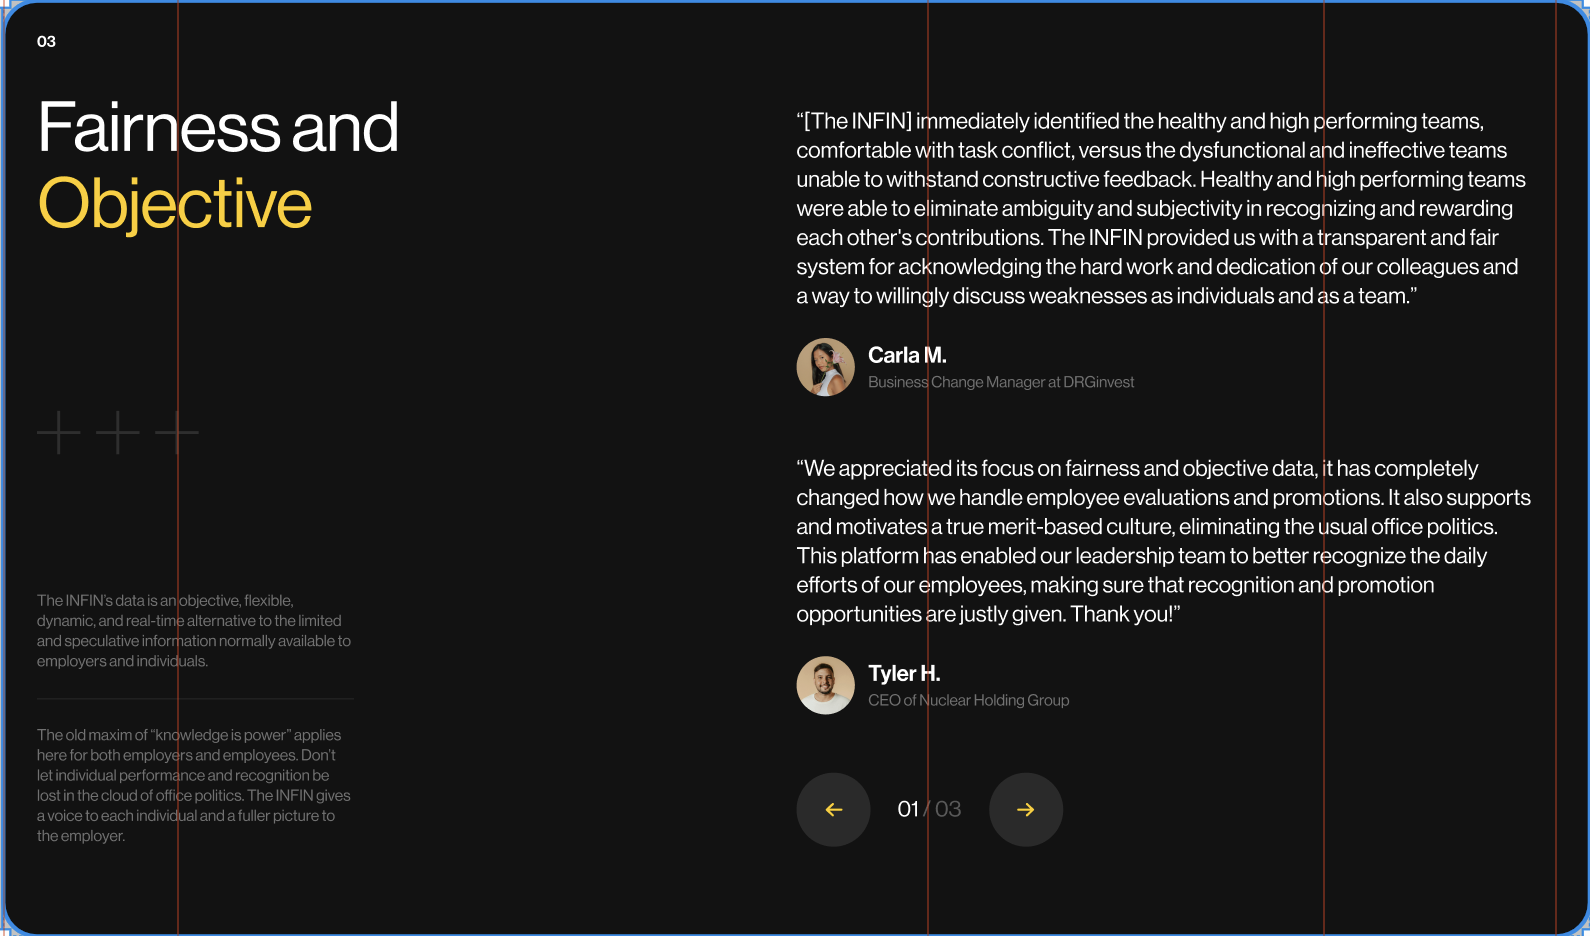 03
Fairness and
Objective
The INFIN's data is an objective, flexible,
dynamic, and real-time alternative to the limited
and speculative information normally available to
employers and individuals.
The old maxim of “knowledge is power” applies
here for both employers and employees. Don't
let individual performance and recognition be
lost in the cloud of office politics. The INFIN gives
a voice to each individual and a fuller picture to
the employer.
“[The INFIN] immediately identified the healthy and high performing teams,
comfortable with task conflict, versus the dysfunctional and ineffective teams
unable to withstand constructive feedback. Healthy and high performing teams
were able to eliminate ambiguity and subjectivity in recognizing and rewarding
each other's contributions. The INFIN provided us with a transparent and fair
system for acknowledging the hard work and dedication of our colleagues and
a way to willingly discuss weaknesses as individuals and as a team.”
Carla M.
Business Change Manager at DRGinvest
“We appreciated its focus on fairness and objective data, it has completely
changed how we handle employee evaluations and promotions. It also supports
and motivates a true merit-based culture, eliminating the usual office politics.
This platform has enabled our leadership team to better recognize the daily
efforts of our employees, making sure that recognition and promotion
opportunities are justly given. Thank you!”
Tyler H.
CEO of Nuclear Holding Group
01 / 03